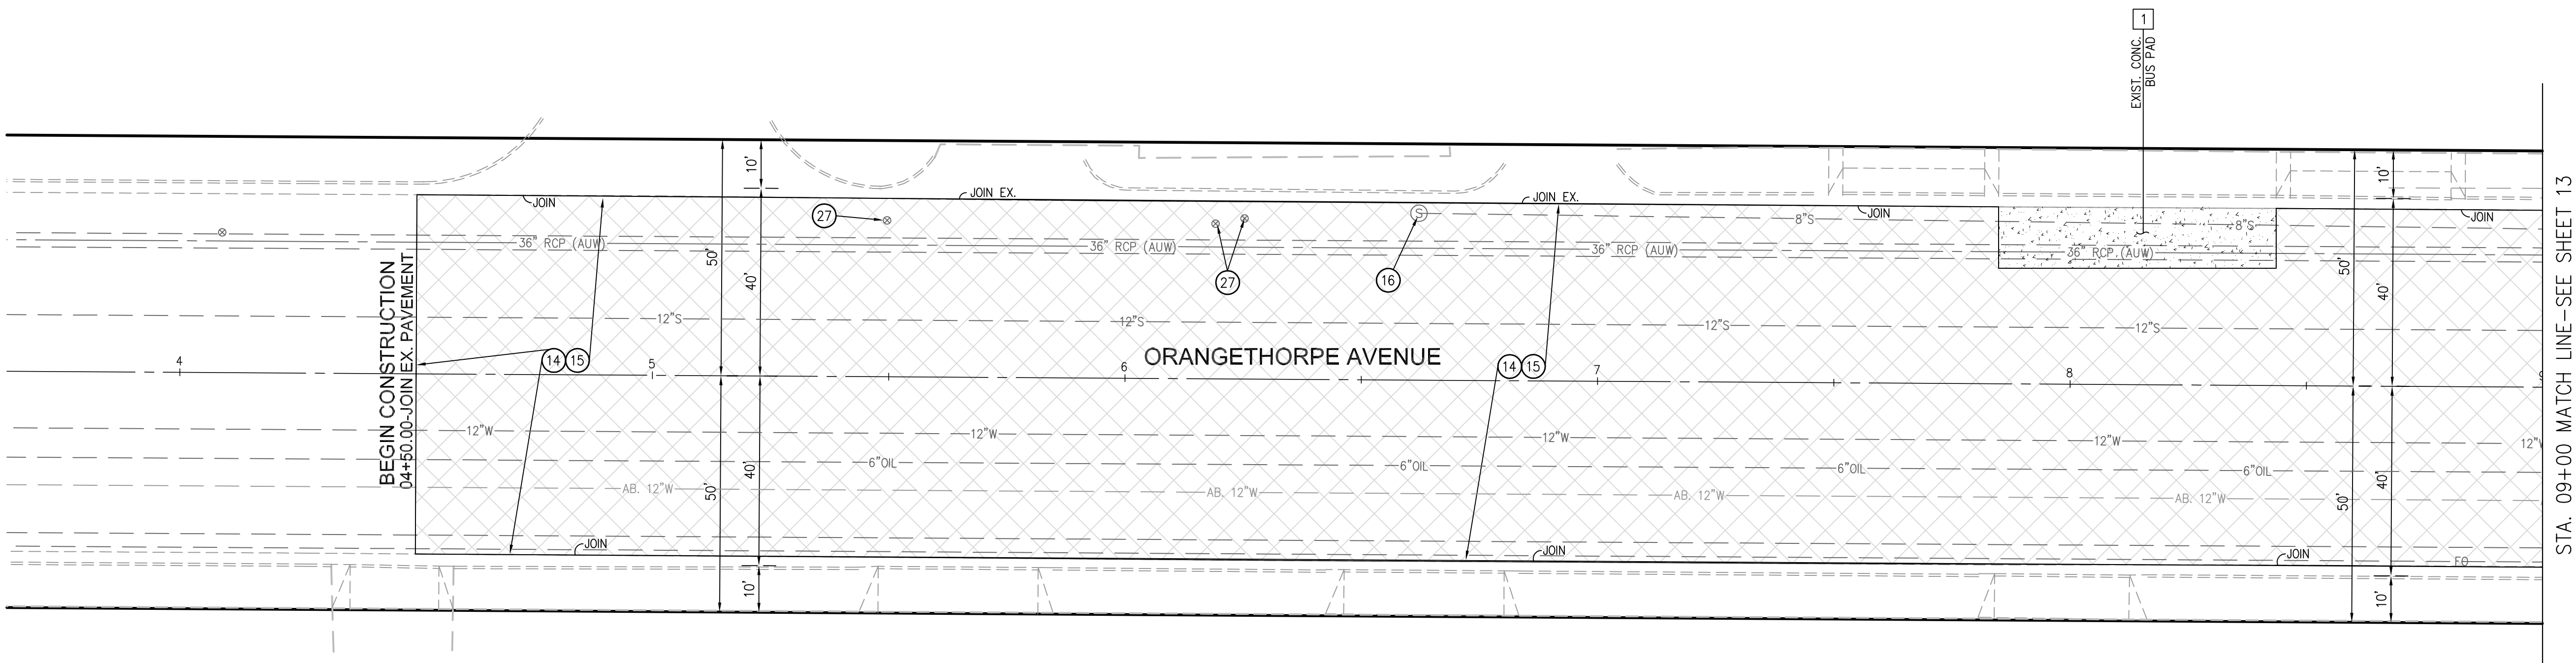 1
EXIST. CONC.
BUS PAD
10'
10'
JOIN
JOIN EX.
JOIN EX.
JOIN
JOIN
27
S
8"S
8"S
36" RCP (AUW)
36" RCP (AUW)
36" RCP (AUW)
36" RCP (AUW)
50'
40'
27
16
50'
40'
12"S
12"S
12"S
12"S
BEGIN CONSTRUCTION
04+50.00-JOIN EX. PAVEMENT
4
14 15
5
6
ORANGETHORPE AVENUE
14 15
7
8
9
12"W
12"W
12"W
12"W
12"W
6"OIL
6"OIL
6"OIL
6"OIL
40'
50'
40'
50'
AB. 12"W
AB. 12"W
AB. 12"W
AB. 12"W
JOIN
JOIN
JOIN
FO
10'
10'
STA. 09+00 MATCH LINE-SEE SHEET 13